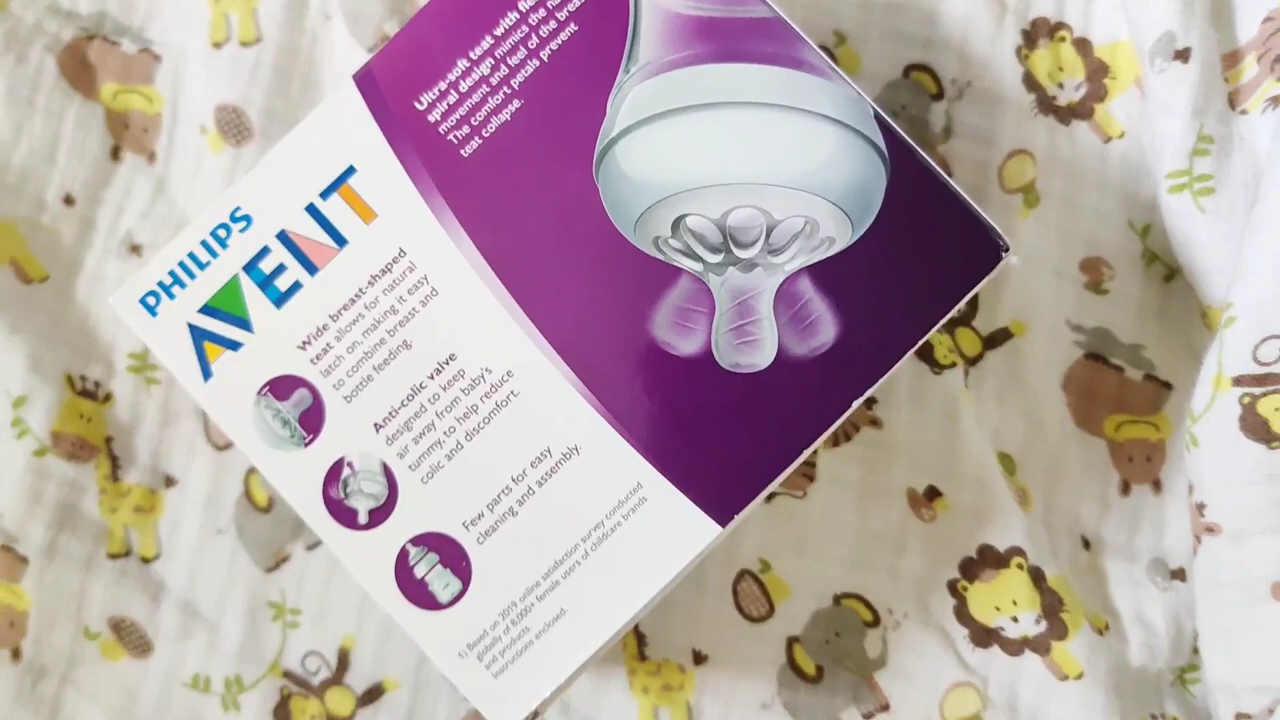 Ultra-soft teat with
spiral design mimics the
movement and feel of the
The comfort petals prevent
teat collapse.
PHILIPS
AVENT
Wide breast-shaped
teat allows for natural
latch on, making it easy
to combine breast and
bottle feeding.
Anti-colic valve
designed to keep
air away from baby's
tummy, to help reduce
colic and discomfort.
Few parts for easy
cleaning and assembly.
1) Based on 2019 online satisfaction survey conducted
globally of 8,000+ female users of childcare brands
and products.
Instructions enclosed.